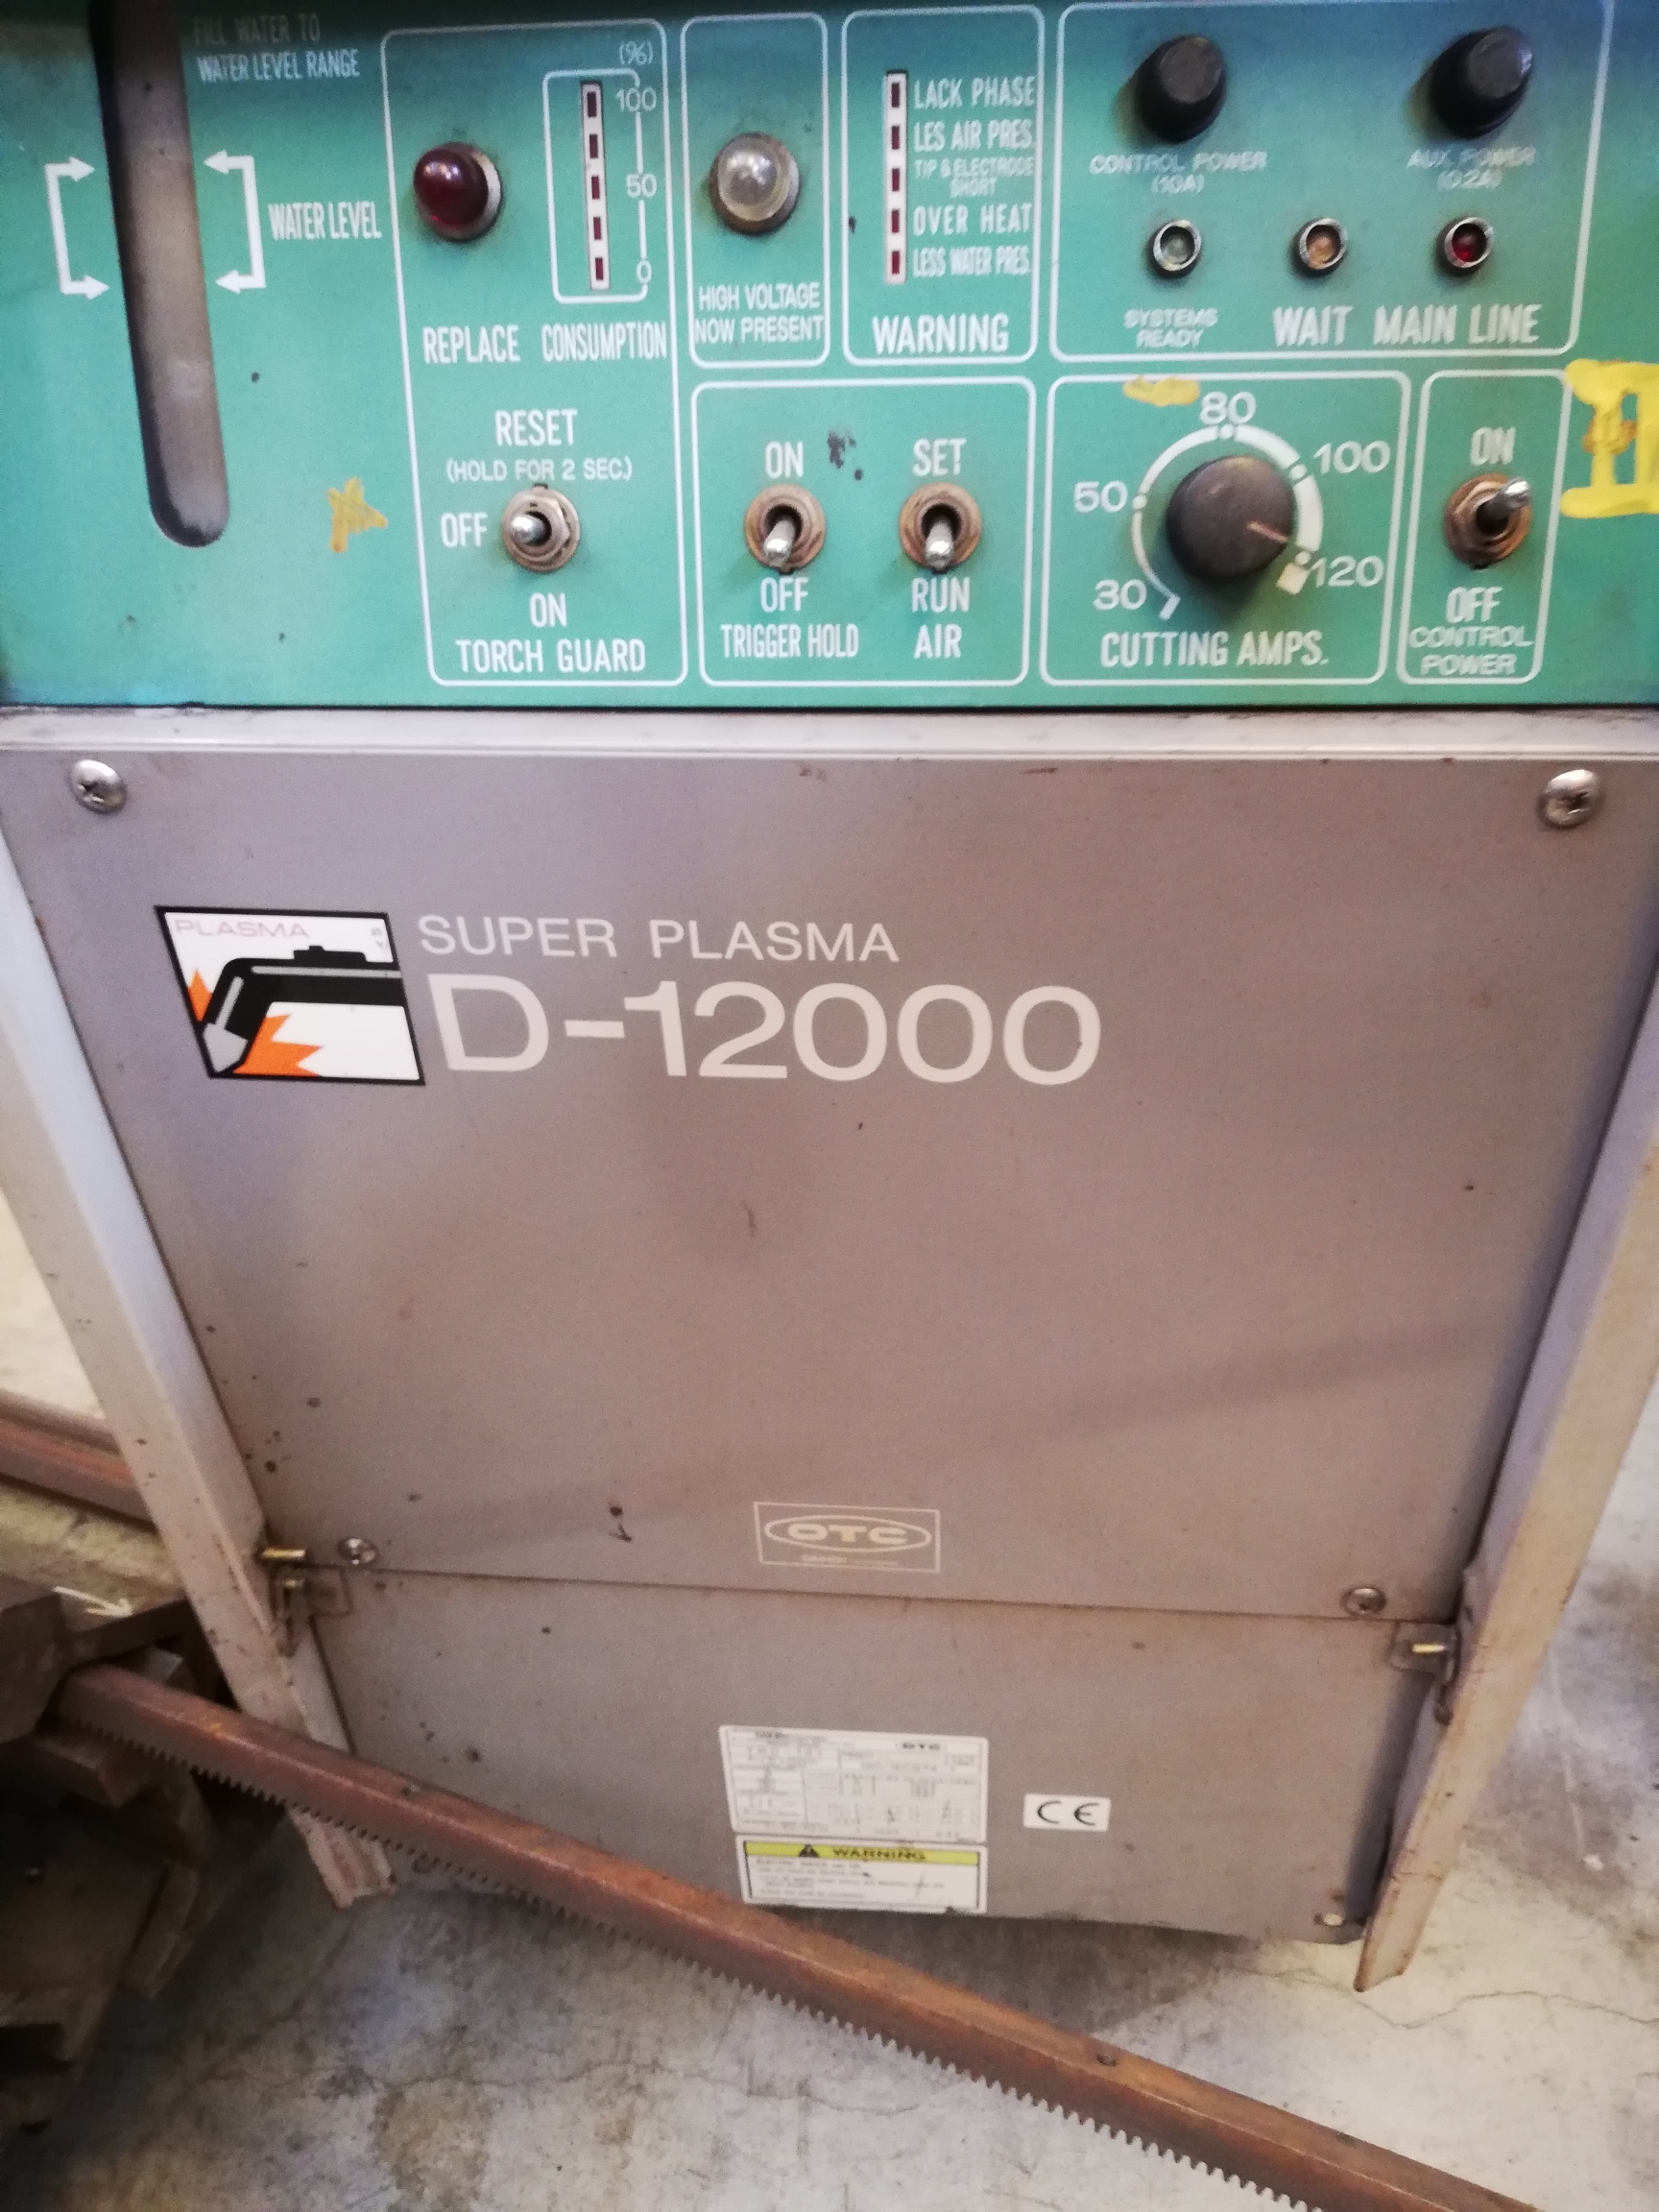 FILL WATER TO
WATER LEVEL RANGE
WATER LEVEL
(%)
100
50
0
REPLACE
CONSUMPTION
RESET
(HOLD FOR 2 SEC.)
OFF
ON
TORCH GUARD
HIGH VOLTAGE
NOW PRESENT
LACK PHASE
LES AIR PRES.
TIP & ELECTRODE
SHORT
OVER HEAT
LESS WATER PRES.
WARNING
CONTROL POWER
(10A)
AUX. POWER
(0.2A)
SYSTEMS
READY
WAIT
MAIN LINE
ON
OFF
TRIGGER HOLD
SET
RUN
AIR
30
50
80
100
120
CUTTING AMPS.
ON
OFF
CONTROL
POWER
PLASMA
SUPER PLASMA
D-12000
OTC
DAIHEN
OTC
CE
WARNING